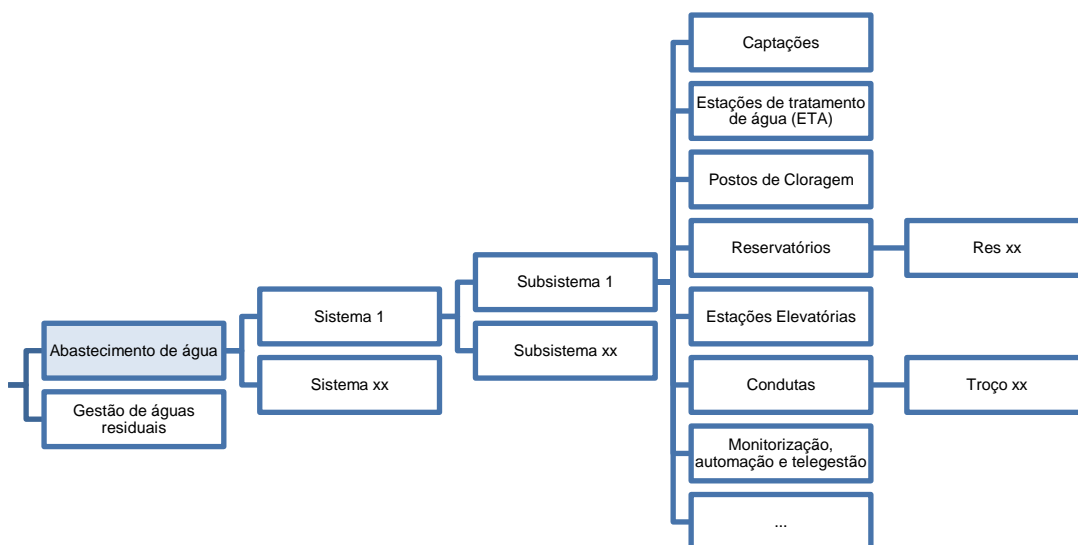 Captações
Estações de tratamento
de água (ETA)
Postos de Cloragem
Reservatórios
Res xx
Subsistema 1
Sistema 1
Estações Elevatórias
Abastecimento de água
Subsistema xx
Sistema xx
Condutas
Troço xx
Gestão de águas
residuais
Monitorização,
automação e telegestão
...